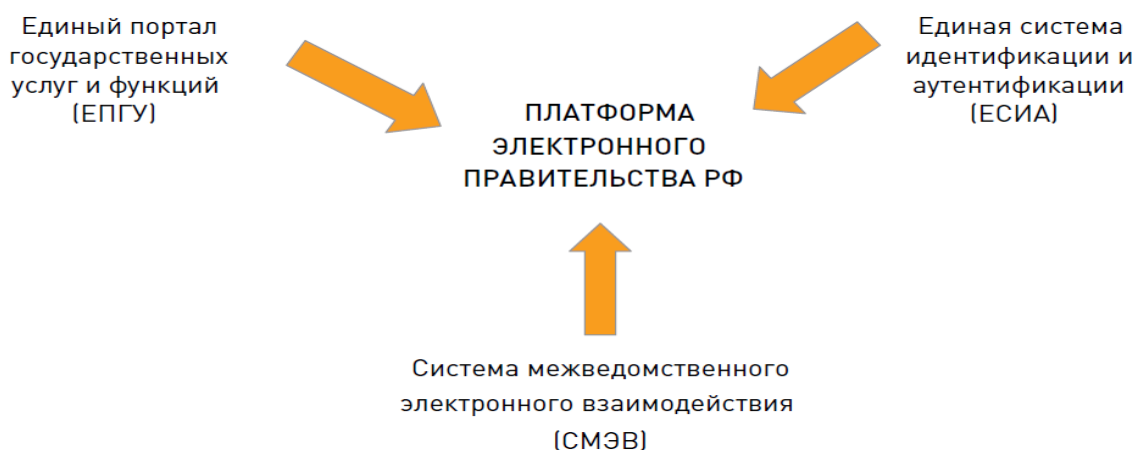 Единый портал
государственных
услуг и функций
(ЕПГУ)
Единая система
идентификации и
аутентификации
(ЕСИА)
ПЛАТФОРМА
ЭЛЕКТРОННОГО
ПРАВИТЕЛЬСТВА РФ
Система межведомственного
электронного взаимодействия
(СМЭВ)